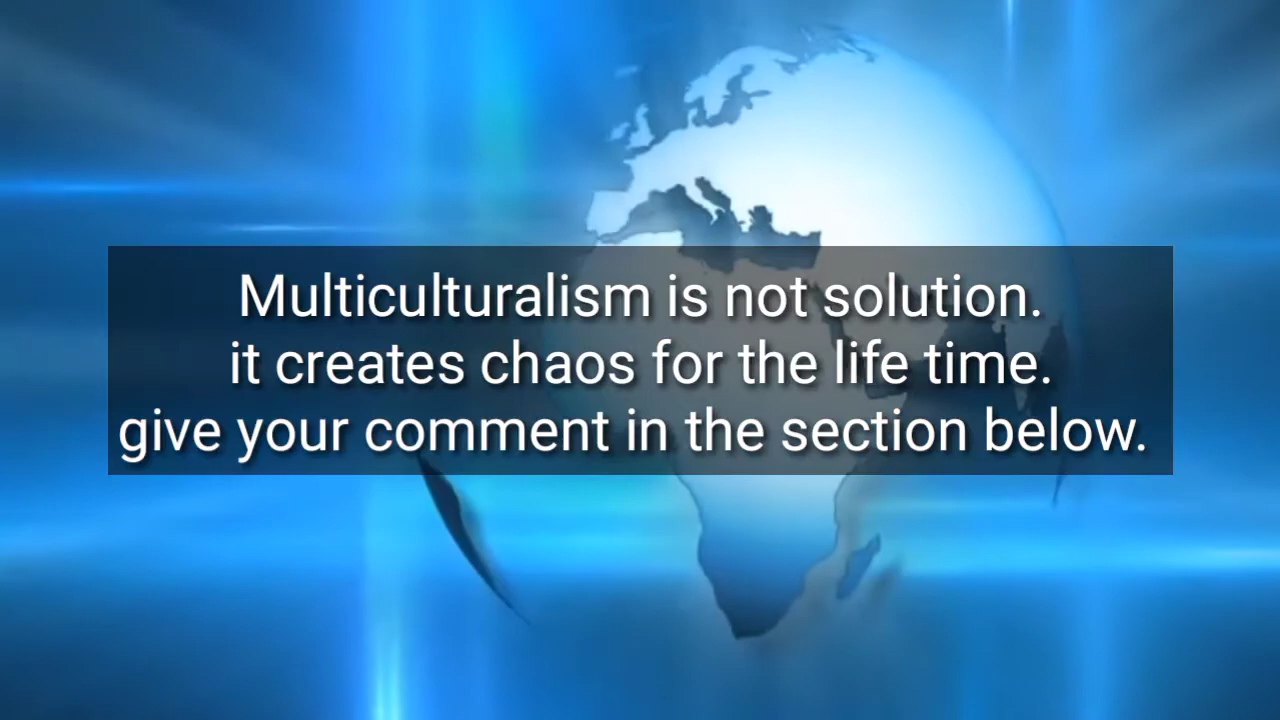 Multiculturalism is not solution.
it creates chaos for the life time.
give your comment in the section below.